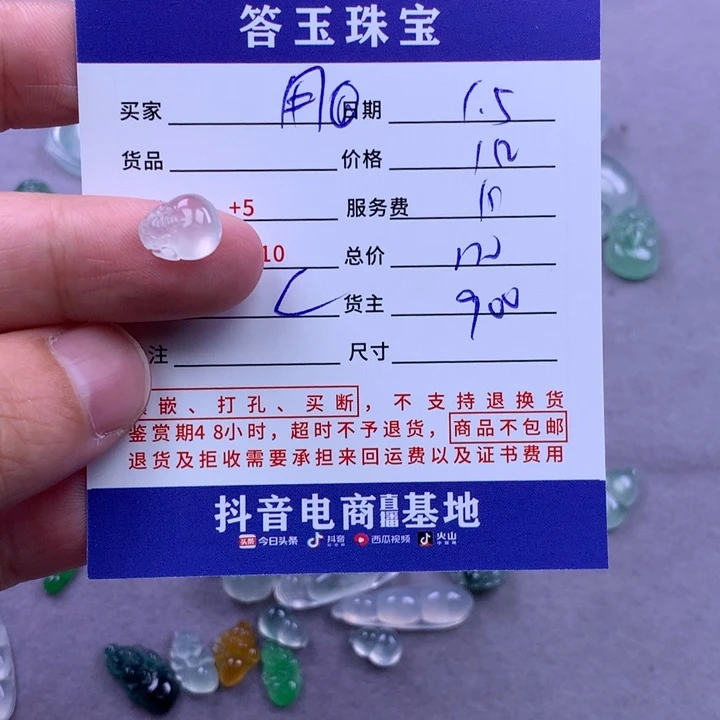 答玉珠宝
买家 日期 1.5
货品 价格
+5 服务费
10 总价
货主 900
注 尺寸
嵌、打孔、买断，不支持退换货
鉴赏期48小时，超时不予退货，商品不包邮
退货及拒收需要承担来回运费以及证书费用
抖音电商直播基地
头条 今日头条 抖音 西瓜视频 火山